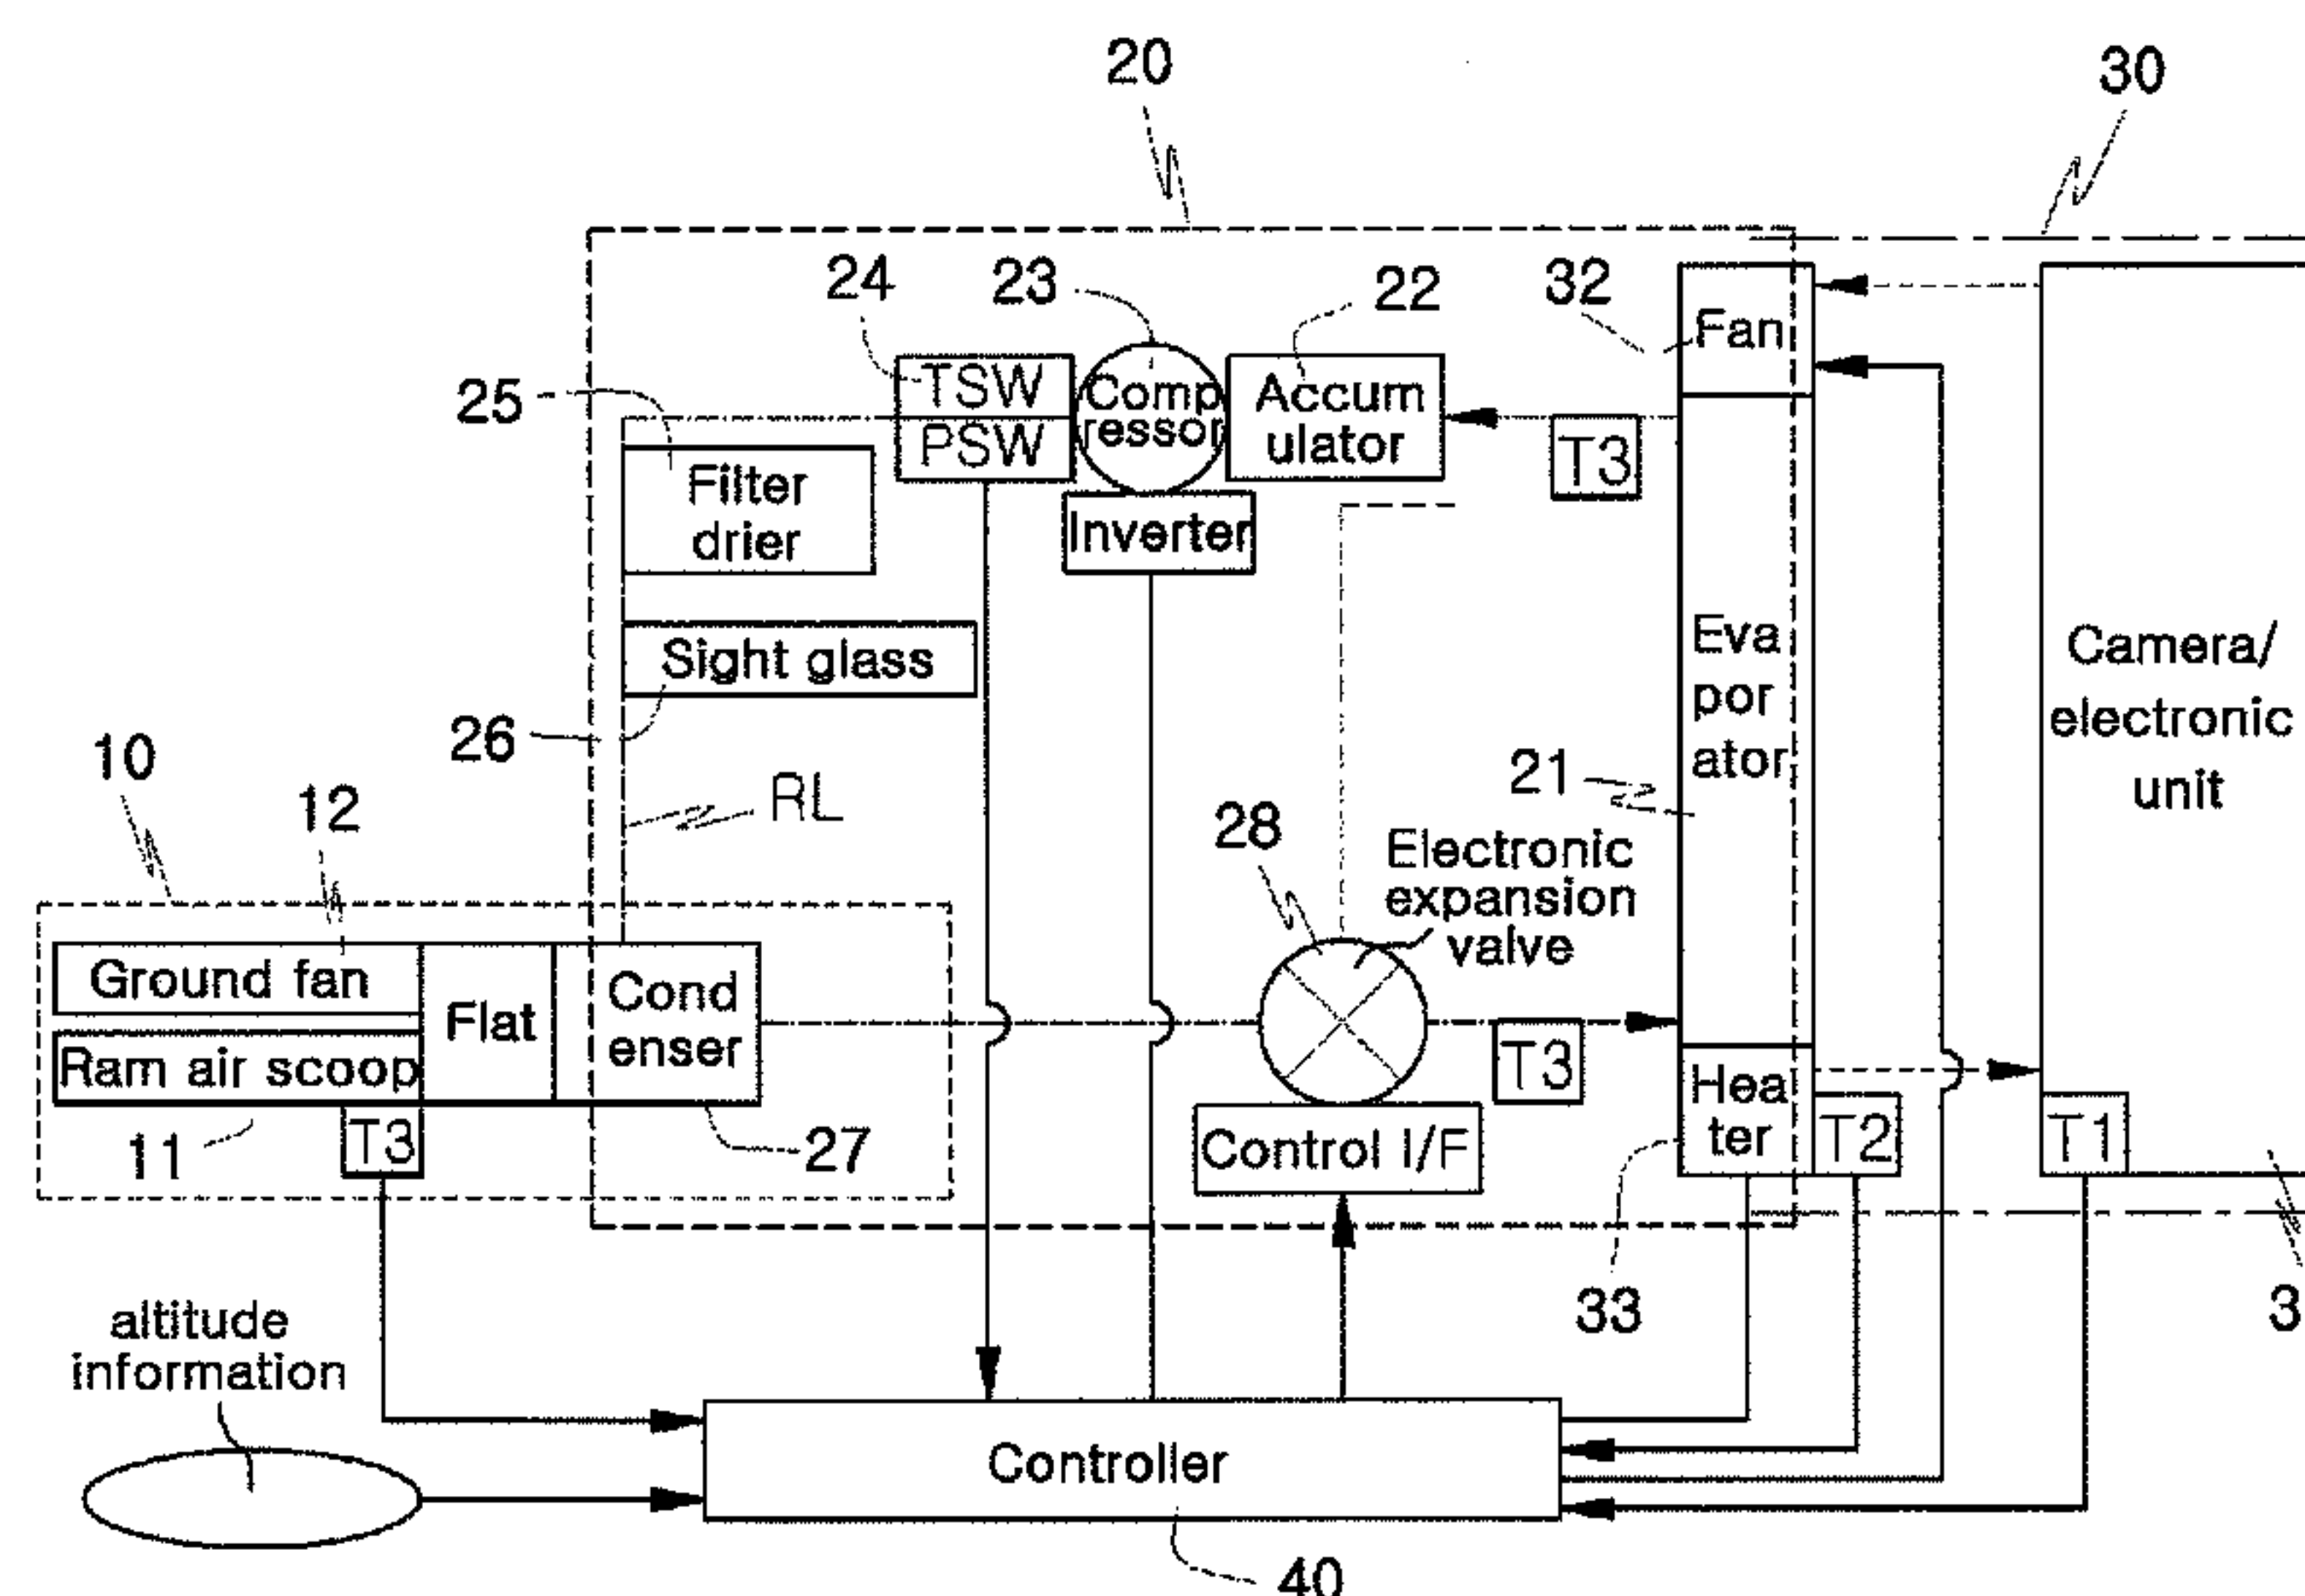 20
30
24
23
22
32
Fan
25
TSW
PSW
Comp
ressor
Accum
ulator
T3
Filter
drier
Inverter
Sight glass
26
Eva
por
ator
Camera/
electronic
unit
21
10
12
RL
28
Electronic
expansion
valve
Ground fan
Ram air scoop
Flat
Cond
enser
T3
Hea
ter
11
T3
27
Control I/F
T2
T1
33
3
altitude
information
Controller
40